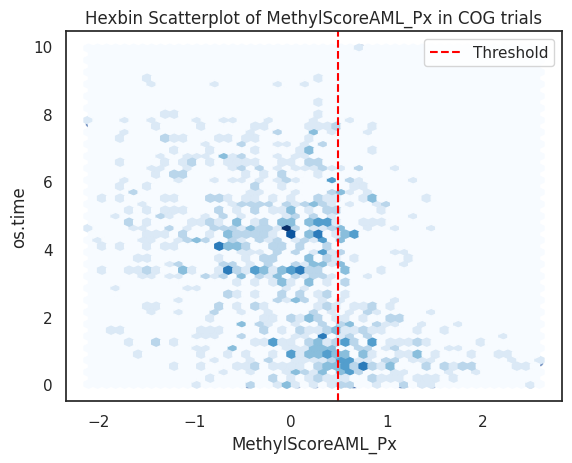 Hexbin Scatterplot of MethylScoreAML_Px in COG trials
Threshold
os.time
10
8
6
4
2
0
−2
−1
0
1
2
MethylScoreAML_Px